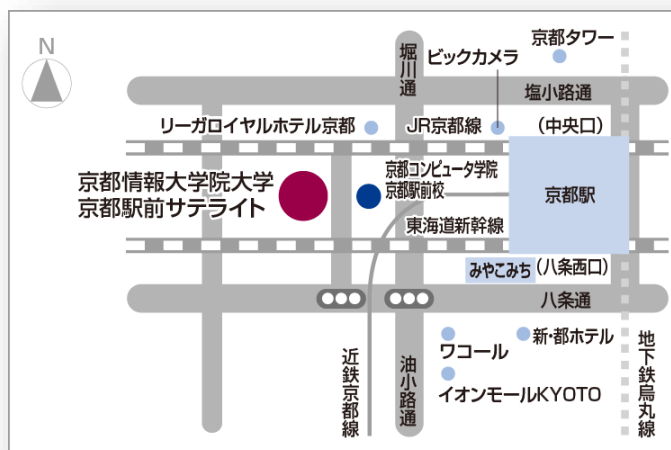 N
京都タワー
堀川通
ビックカメラ
塩小路通
リーガロイヤルホテル京都
JR京都線
(中央口)
京都情報大学院大学
京都駅前サテライト
京都コンピュータ学院
京都駅前校
京都駅
東海道新幹線
みやこみち
(八条西口)
八条通
近鉄京都線
油小路通
ワコール
新・都ホテル
イオンモールKYOTO
地下鉄烏丸線